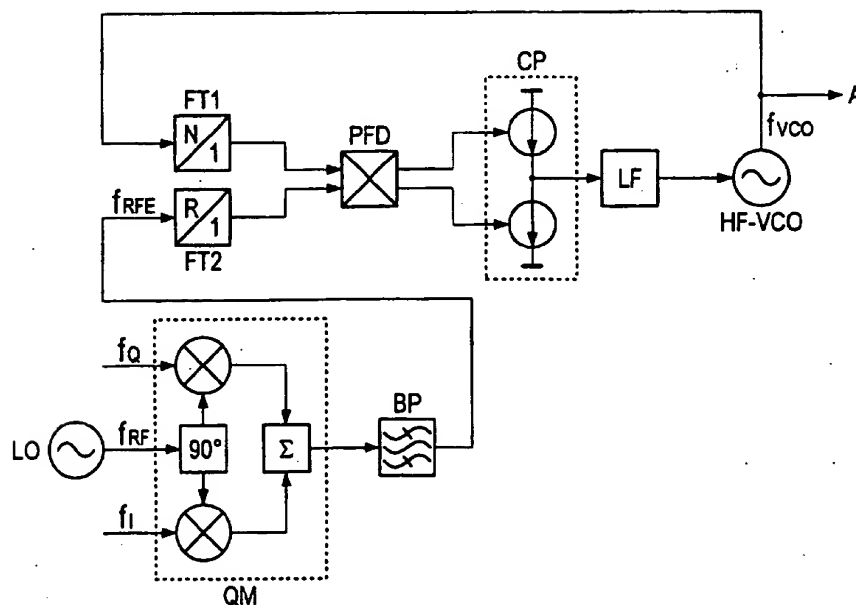 CP
A
FT1
N
1
PFD
fVCO
LF
HF-VCO
fRFE
R
1
FT2
fQ
BP
LO
fRF
90°
Σ
fI
QM